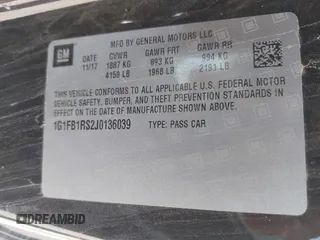 GM
MFD BY GENERAL MOTORS LLC
DATE GVWR GAWR FRT GAWR RR
11/17 1887 KG 893 KG 994 KG
4158 LB 1968 LB 2191 LB
THIS VEHICLE CONFORMS TO ALL APPLICABLE U.S. FEDERAL MOTOR
VEHICLE SAFETY, BUMPER, AND THEFT PREVENTION STANDARDS IN
EFFECT ON THE DATE OF MANUFACTURE SHOWN ABOVE.
1G1FB1RS2J0136039 TYPE: PASS CAR
DREAMBID